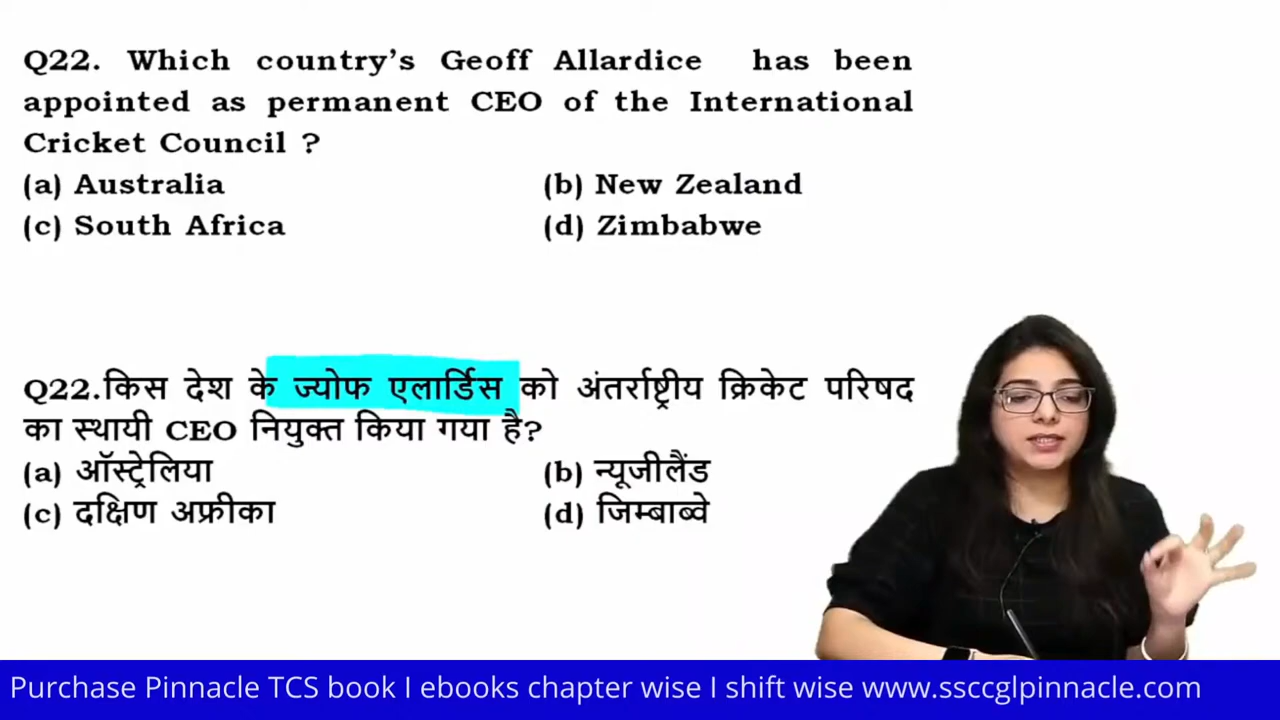 Q22. Which country's Geoff Allardice has been
appointed as permanent CEO of the International
Cricket Council ?
(a) Australia (b) New Zealand
(c) South Africa (d) Zimbabwe
Q22.किस देश के ज्योफ एलार्डिस को अंतर्राष्ट्रीय क्रिकेट परिषद
का स्थायी CEO नियुक्त किया गया है?
(a) ऑस्ट्रेलिया (b) न्यूजीलैंड
(c) दक्षिण अफ्रीका (d) जिम्बाब्वे
Purchase Pinnacle TCS book I ebooks chapter wise I shift wise www.ssccglpinnacle.com